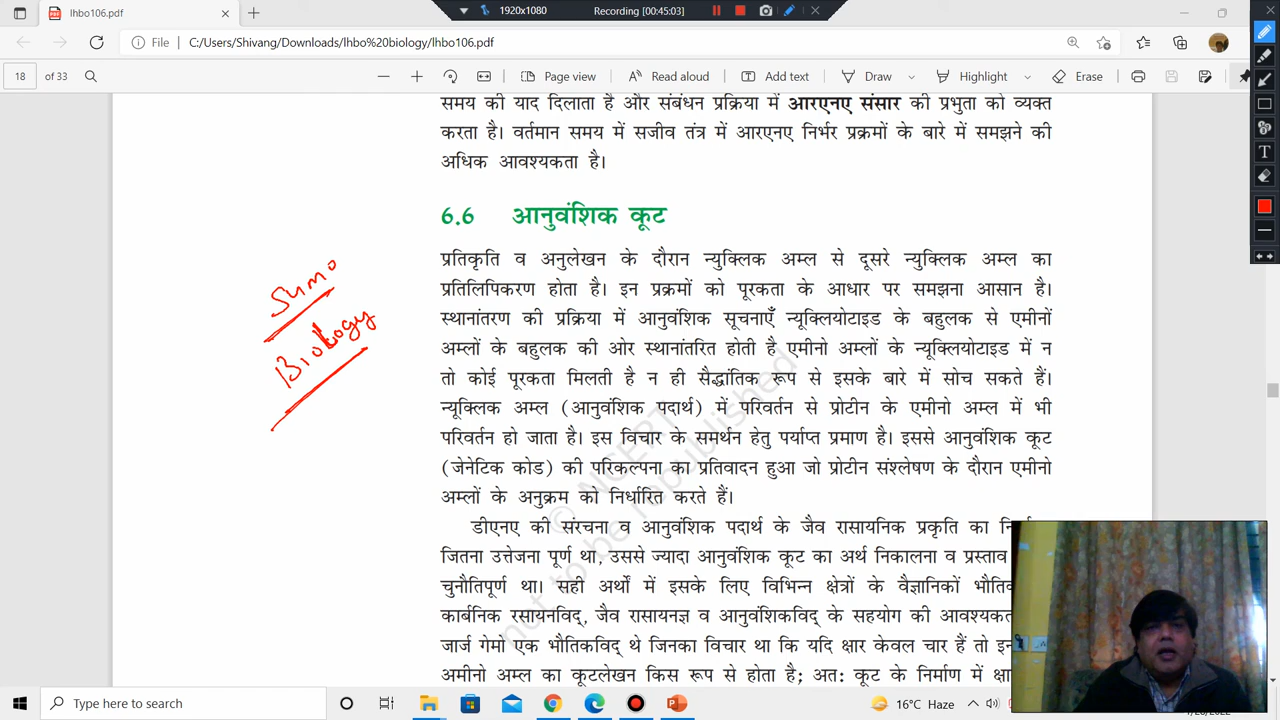 lhbo106.pdf
1920x1080
Recording [00:45:03]
File
C:/Users/Shivang/Downloads/lhbo%20biology/lhbo106.pdf
18
of 33
Page view
Read aloud
Add text
Draw
Highlight
Erase
समय की याद दिलाता है और संबंधन प्रक्रिया में आरएनए संसार की प्रभुता को व्यक्त
करता है। वर्तमान समय में सजीव तंत्र में आरएनए निर्भर प्रक्रमों के बारे में समझने की
अधिक आवश्यकता है।
6.6 आनुवंशिक कूट
प्रतिकृति व अनुलेखन के दौरान न्युक्लिक अम्ल से दूसरे न्युक्लिक अम्ल का
प्रतिलिपिकरण होता है। इन प्रक्रमों को पूरकता के आधार पर समझना आसान है।
स्थानांतरण की प्रक्रिया में आनुवंशिक सूचनाएँ न्यूक्लियोटाइड के बहुलक से एमीनों
अम्लों के बहुलक की ओर स्थानांतरित होती है एमीनो अम्लों के न्यूक्लियोटाइड में न
तो कोई पूरकता मिलती है न ही सैद्धांतिक रूप से इसके बारे में सोच सकते हैं।
न्यूक्लिक अम्ल (आनुवंशिक पदार्थ) में परिवर्तन से प्रोटीन के एमीनो अम्ल में भी
परिवर्तन हो जाता है। इस विचार के समर्थन हेतु पर्याप्त प्रमाण है। इससे आनुवंशिक कूट
(जेनेटिक कोड) की परिकल्पना का प्रतिवादन हुआ जो प्रोटीन संश्लेषण के दौरान एमीनो
अम्लों के अनुक्रम को निर्धारित करते हैं।
डीएनए की संरचना व आनुवंशिक पदार्थ के जैव रासायनिक प्रकृति का
जितना उत्तेजना पूर्ण था, उससे ज्यादा आनुवंशिक कूट का अर्थ निकालना व प्रस्ताव
चुनौतिपूर्ण था। सही अर्थों में इसके लिए विभिन्न क्षेत्रों के वैज्ञानिकों
कार्बनिक रसायनविद्, जैव रासायनज्ञ व आनुवंशिकविद् के सहयोग की
जार्ज गेमो एक भौतिकविद् थे जिनका विचार था कि यदि क्षार केवल चार हैं तो
अमीनो अम्ल का कूटलेखन किस रूप से होता है; अत: कूट के निर्माण में
Sumo
Biology
© NCERT
not to be republished
Type here to search
16°C Haze